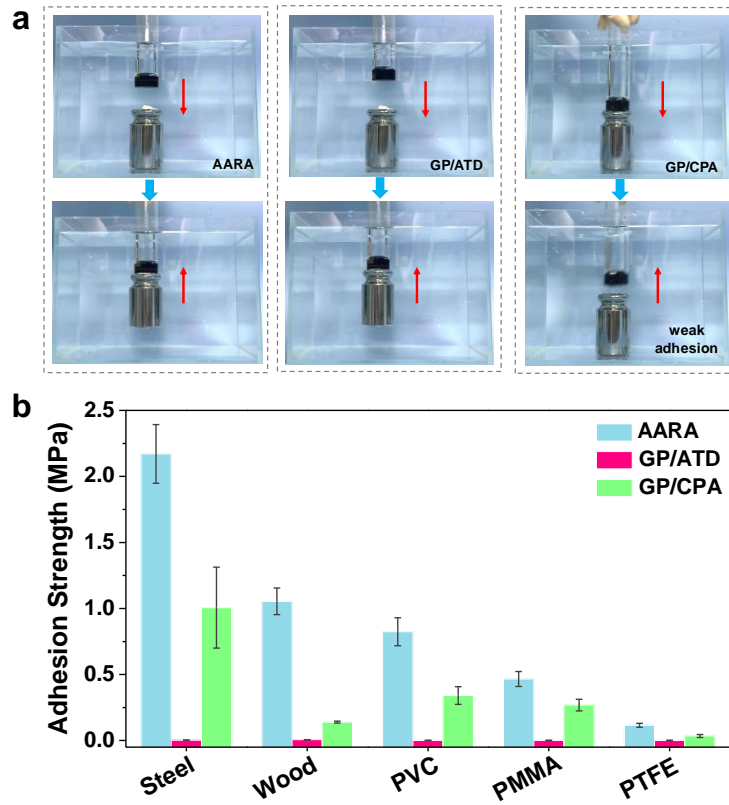 a
AARA
GP/ATD
GP/CPA
weak
adhesion
b
Adhesion Strength (MPa)
2.5
2.0
1.5
1.0
0.5
0.0
AARA
GP/ATD
GP/CPA
Steel
Wood
PVC
PMMA
PTFE